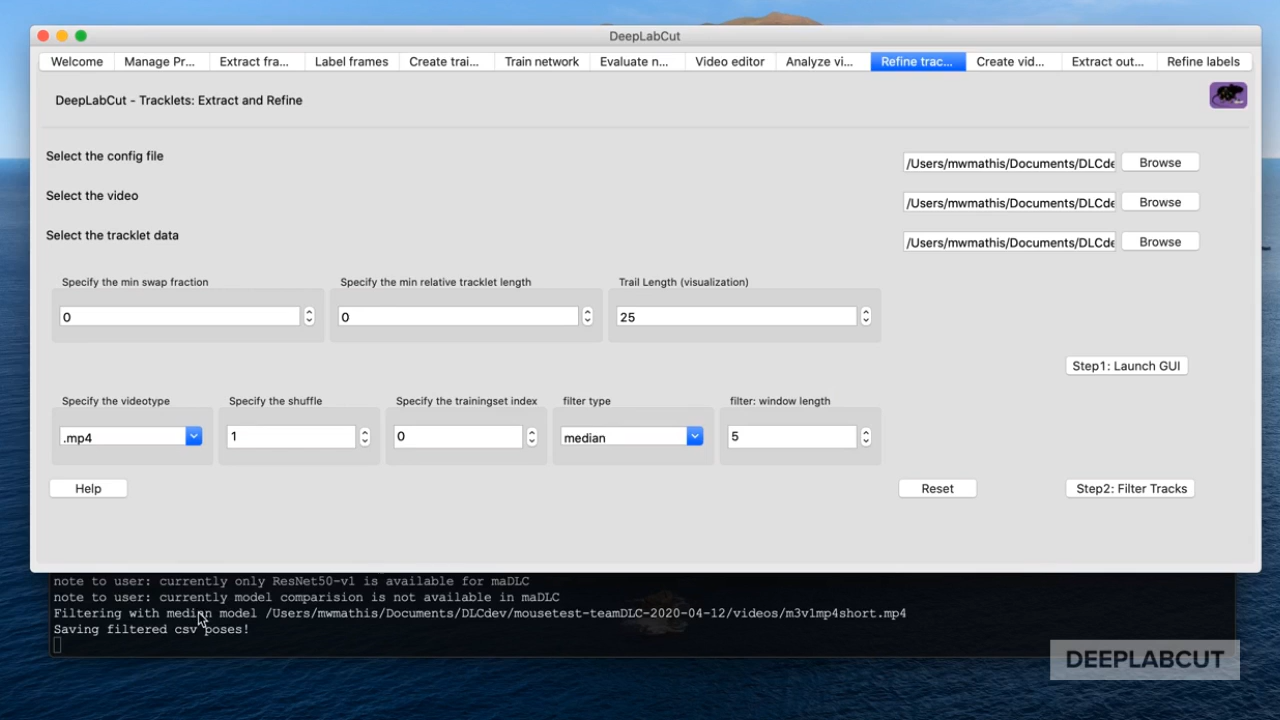 DeepLabCut
Welcome Manage Pr... Extract fra... Label frames Create trai... Train network Evaluate n... Video editor Analyze vi... Refine trac... Create vid... Extract out... Refine labels
DeepLabCut - Tracklets: Extract and Refine
Select the config file /Users/mwmathis/Documents/DLCde Browse
Select the video /Users/mwmathis/Documents/DLCde Browse
Select the tracklet data /Users/mwmathis/Documents/DLCde Browse
Specify the min swap fraction Specify the min relative tracklet length Trail Length (visualization)
0 0 25
Step1: Launch GUI
Specify the videotype Specify the shuffle Specify the trainingset index filter type filter: window length
.mp4 1 0 median 5
Help Reset Step2: Filter Tracks
note to user: currently only ResNet50-v1 is available for maDLC
note to user: currently model comparision is not available in maDLC
Filtering with median model /Users/mwmathis/Documents/DLCdev/mousetest-teamDLC-2020-04-12/videos/m3v1mp4short.mp4
Saving filtered csv poses!
DEEPLABCUT